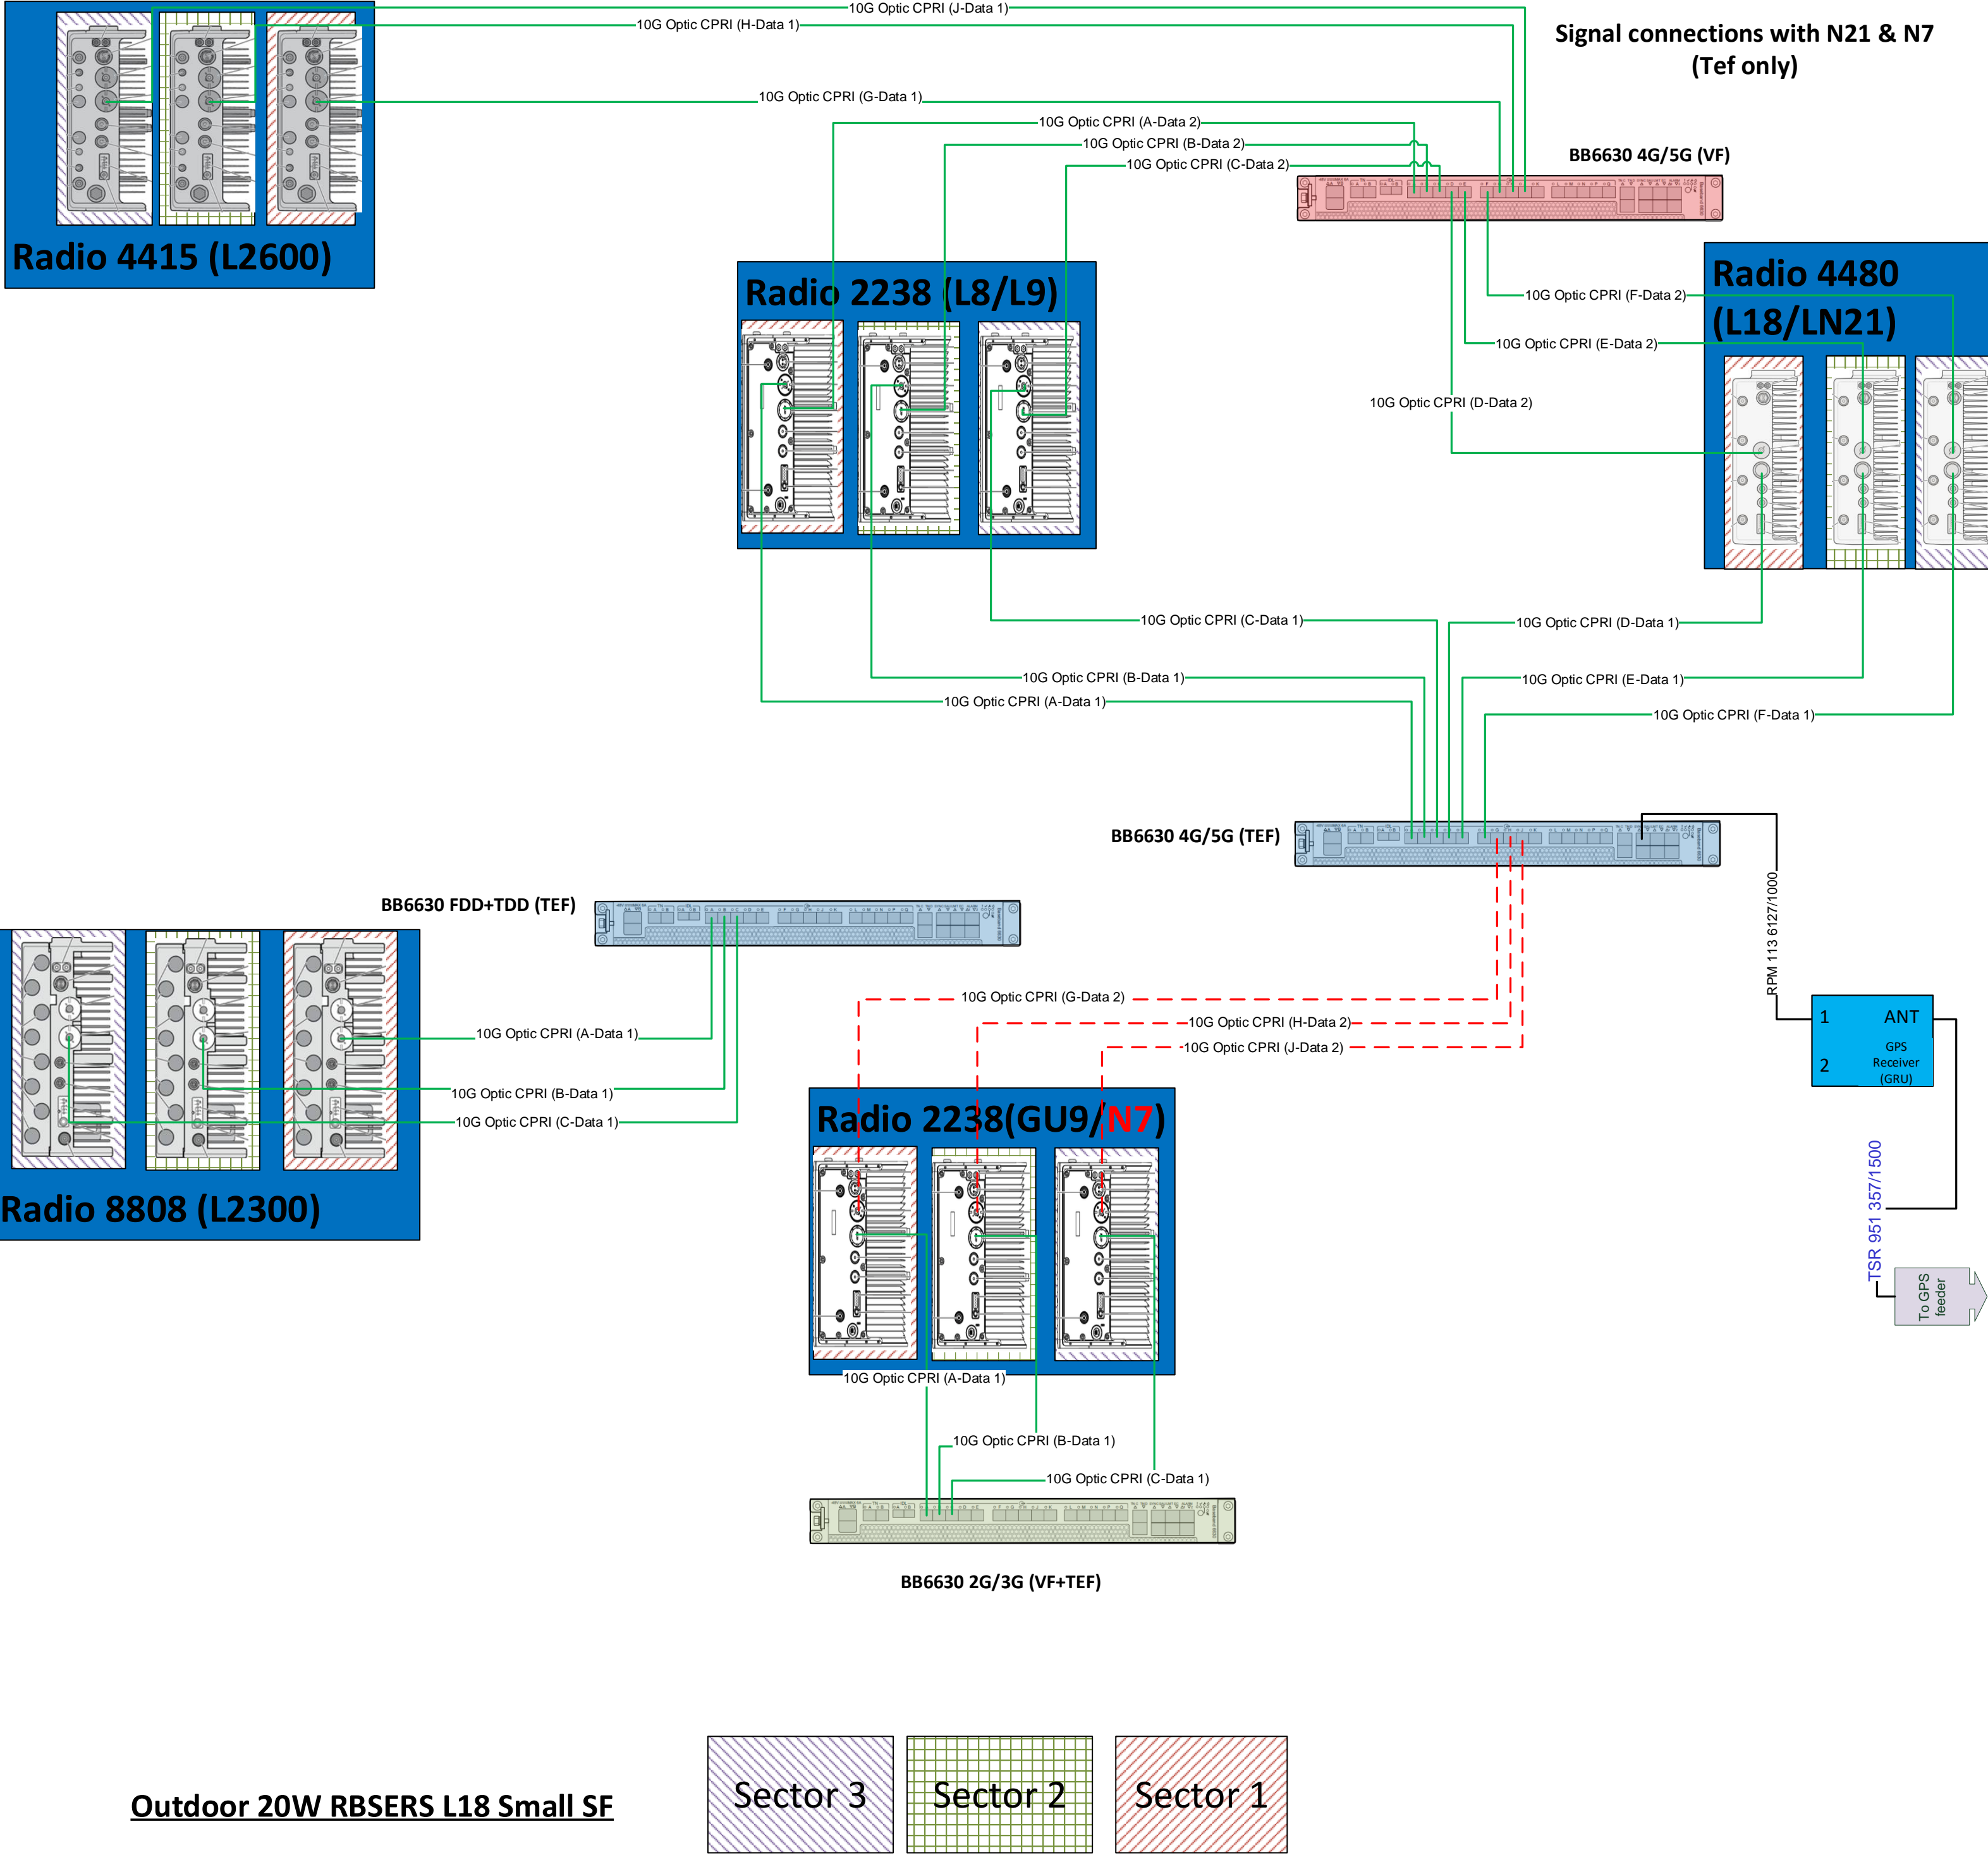 10G Optic CPRI (J-Data 1)
10G Optic CPRI (H-Data 1)
Signal connections with N21 & N7
(Tef only)
10G Optic CPRI (G-Data 1)
10G Optic CPRI (A-Data 2)
10G Optic CPRI (B-Data 2)
10G Optic CPRI (C-Data 2)
BB6630 4G/5G (VF)
Radio 4415 (L2600)
Radio 2238 (L8/L9)
Radio 4480
(L18/LN21)
10G Optic CPRI (F-Data 2)
10G Optic CPRI (E-Data 2)
10G Optic CPRI (D-Data 2)
10G Optic CPRI (C-Data 1)
10G Optic CPRI (D-Data 1)
10G Optic CPRI (B-Data 1)
10G Optic CPRI (E-Data 1)
10G Optic CPRI (A-Data 1)
10G Optic CPRI (F-Data 1)
BB6630 4G/5G (TEF)
BB6630 FDD+TDD (TEF)
RPM 113 6127/1000
10G Optic CPRI (G-Data 2)
10G Optic CPRI (H-Data 2)
10G Optic CPRI (J-Data 2)
1 ANT
2
GPS
Receiver
(GRU)
10G Optic CPRI (A-Data 1)
10G Optic CPRI (B-Data 1)
10G Optic CPRI (C-Data 1)
Radio 8808 (L2300)
Radio 2238(GU9/N7)
TSR 951 357/1500
To GPS
feeder
10G Optic CPRI (A-Data 1)
10G Optic CPRI (B-Data 1)
10G Optic CPRI (C-Data 1)
BB6630 2G/3G (VF+TEF)
Outdoor 20W RBSERS L18 Small SF
Sector 3
Sector 2
Sector 1